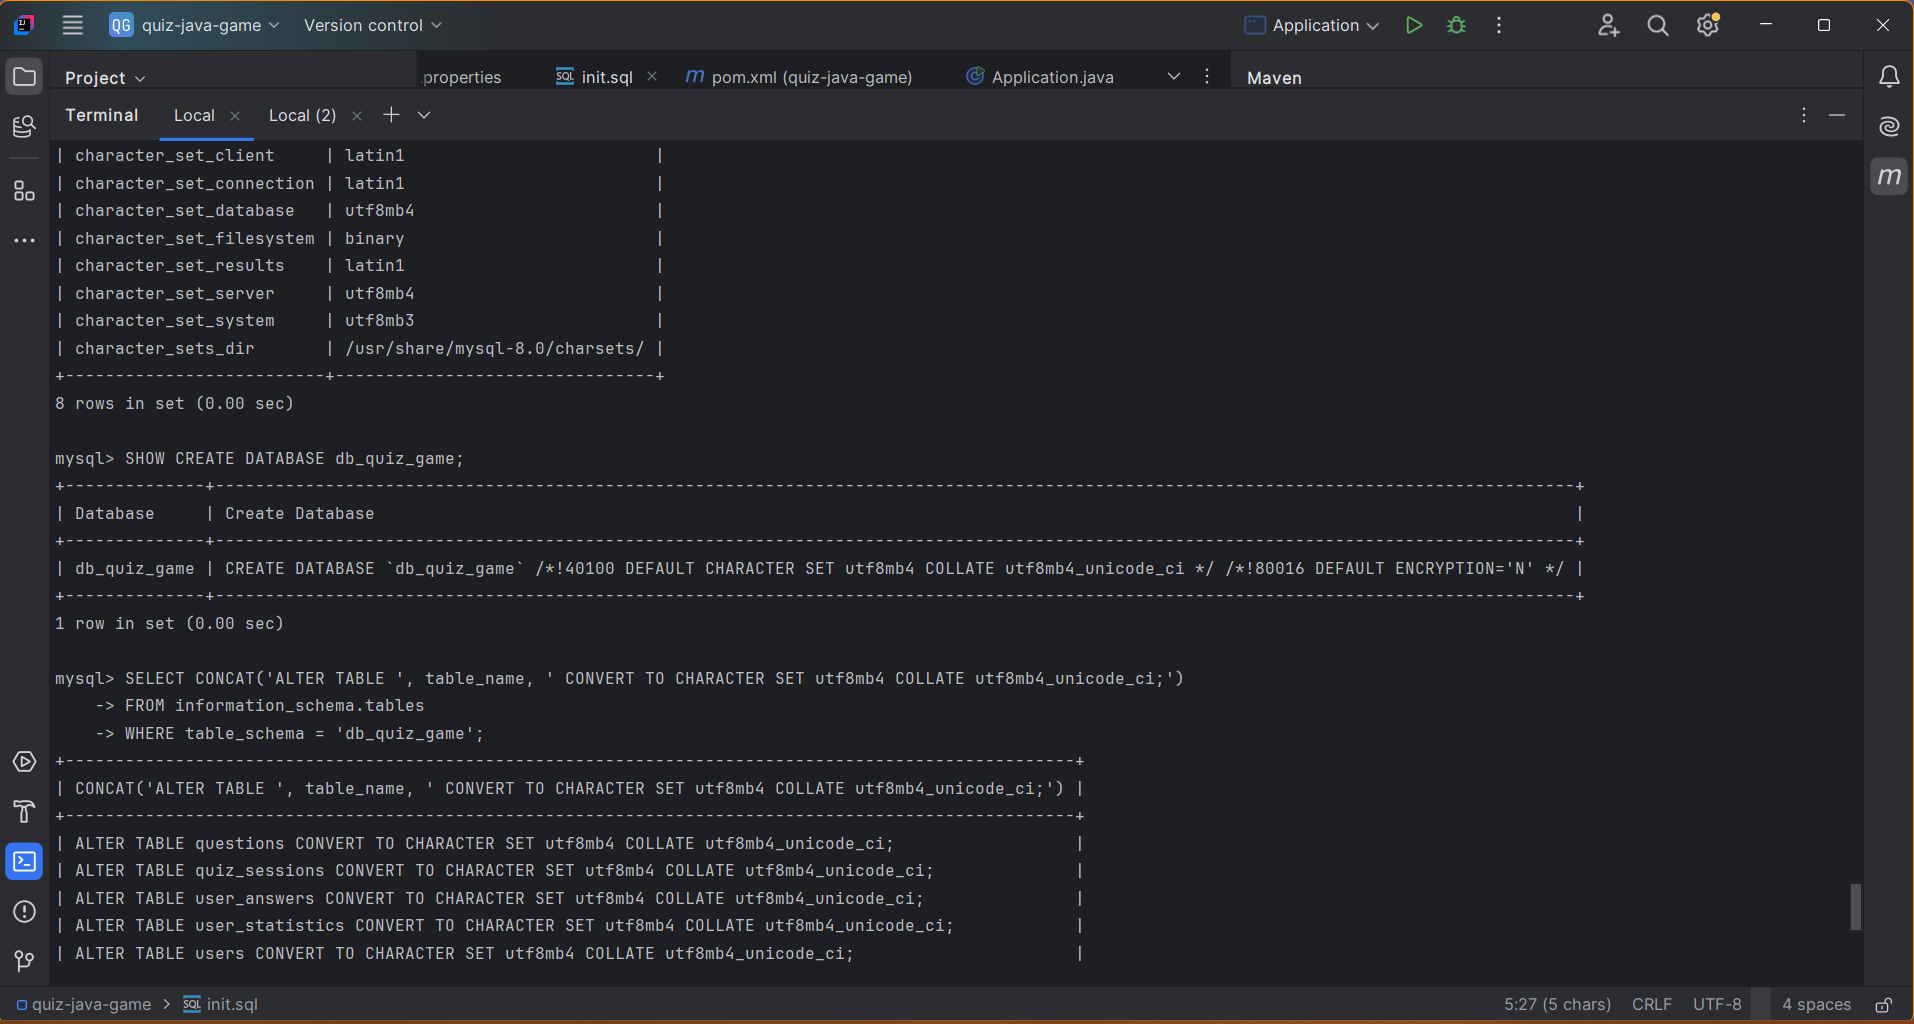 QG quiz-java-game Version control Application
Project .properties SQL init.sql m pom.xml (quiz-java-game) Application.java Maven
Terminal Local Local (2)
| character_set_client     | latin1                         |
| character_set_connection | latin1                         |
| character_set_database   | utf8mb4                        |
| character_set_filesystem | binary                         |
| character_set_results    | latin1                         |
| character_set_server     | utf8mb4                        |
| character_set_system     | utf8mb3                        |
| character_sets_dir       | /usr/share/mysql-8.0/charsets/ |
+--------------------------+--------------------------------+
8 rows in set (0.00 sec)
mysql> SHOW CREATE DATABASE db_quiz_game;
+--------------+----------------------------------------------------------------------------------------------------------------------------------------+
| Database     | Create Database                                                                                                                        |
+--------------+----------------------------------------------------------------------------------------------------------------------------------------+
| db_quiz_game | CREATE DATABASE `db_quiz_game` /*!40100 DEFAULT CHARACTER SET utf8mb4 COLLATE utf8mb4_unicode_ci */ /*!80016 DEFAULT ENCRYPTION='N' */ |
+--------------+----------------------------------------------------------------------------------------------------------------------------------------+
1 row in set (0.00 sec)
mysql> SELECT CONCAT('ALTER TABLE ', table_name, ' CONVERT TO CHARACTER SET utf8mb4 COLLATE utf8mb4_unicode_ci;')
    -> FROM information_schema.tables
    -> WHERE table_schema = 'db_quiz_game';
+-----------------------------------------------------------------------------------------------------+
| CONCAT('ALTER TABLE ', table_name, ' CONVERT TO CHARACTER SET utf8mb4 COLLATE utf8mb4_unicode_ci;') |
+-----------------------------------------------------------------------------------------------------+
| ALTER TABLE questions CONVERT TO CHARACTER SET utf8mb4 COLLATE utf8mb4_unicode_ci;                  |
| ALTER TABLE quiz_sessions CONVERT TO CHARACTER SET utf8mb4 COLLATE utf8mb4_unicode_ci;              |
| ALTER TABLE user_answers CONVERT TO CHARACTER SET utf8mb4 COLLATE utf8mb4_unicode_ci;               |
| ALTER TABLE user_statistics CONVERT TO CHARACTER SET utf8mb4 COLLATE utf8mb4_unicode_ci;            |
| ALTER TABLE users CONVERT TO CHARACTER SET utf8mb4 COLLATE utf8mb4_unicode_ci;                      |
quiz-java-game > SQL init.sql 5:27 (5 chars) CRLF UTF-8 4 spaces